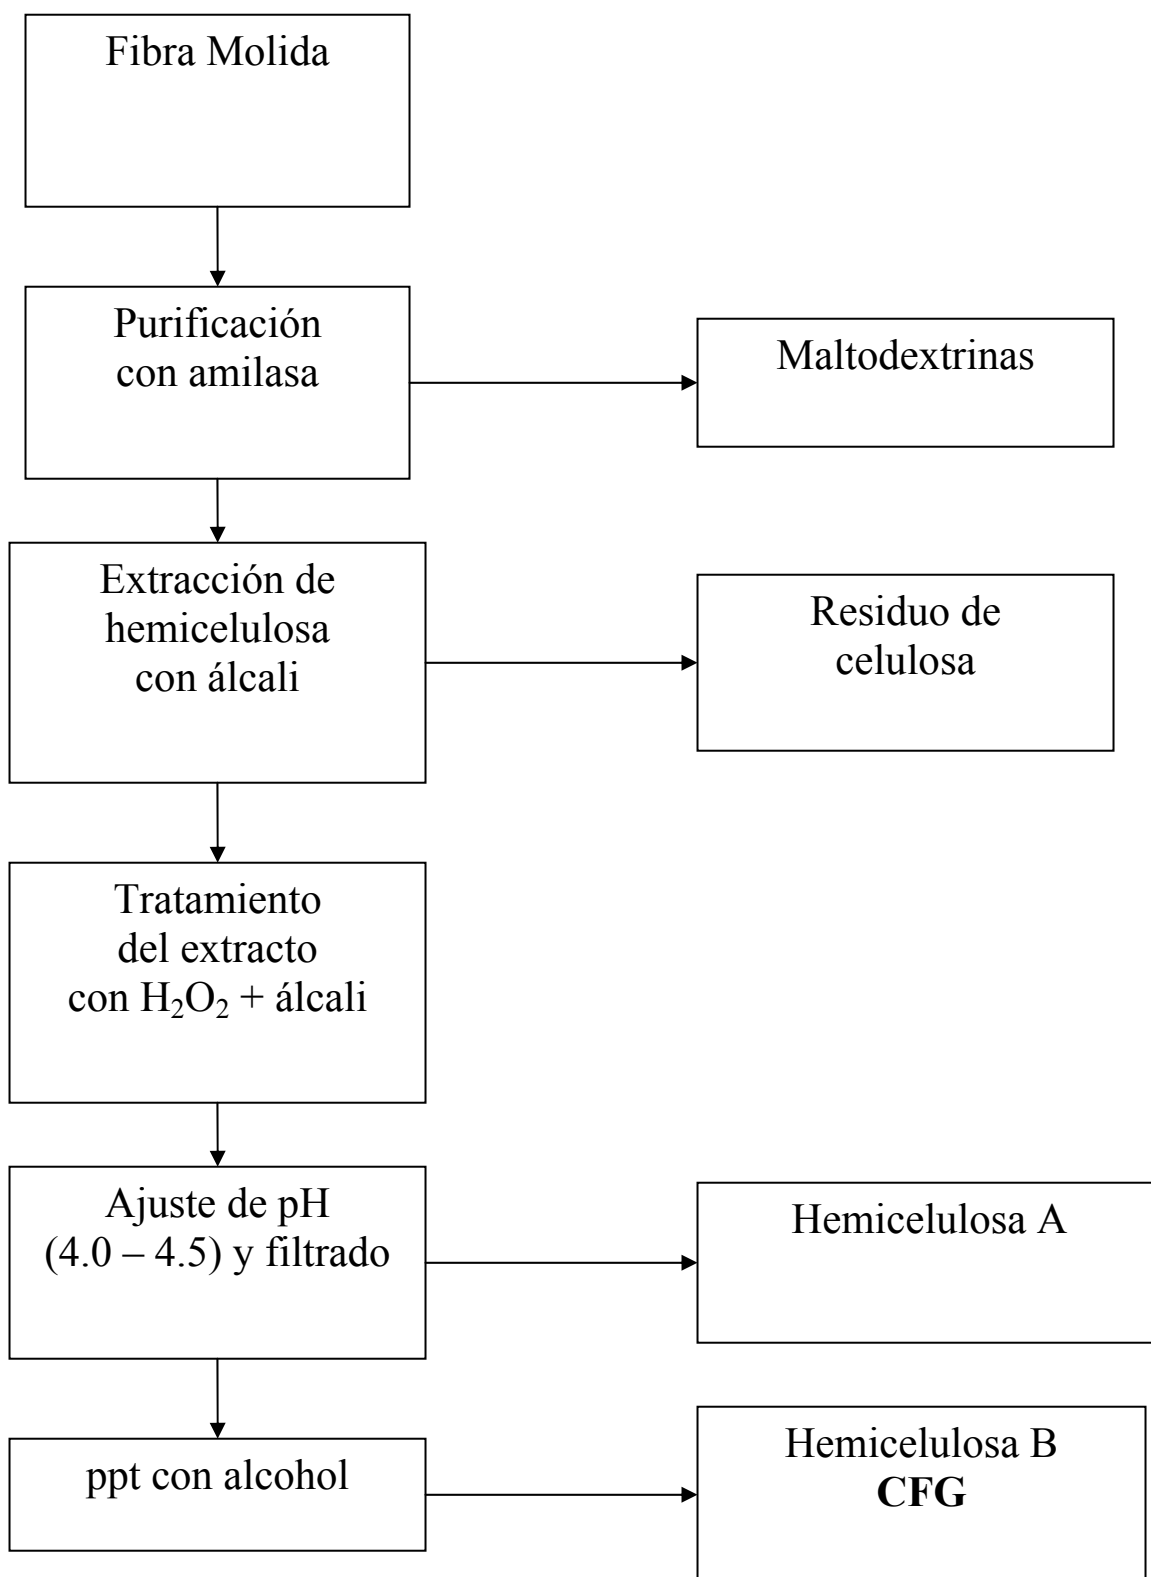 Fibra Molida
Purificación
con amilasa
Maltodextrinas
Extracción de
hemicelulosa
con álcali
Residuo de
celulosa
Tratamiento
del extracto
con H₂O₂ + álcali
Ajuste de pH
(4.0 – 4.5) y filtrado
Hemicelulosa A
ppt con alcohol
Hemicelulosa B
CFG